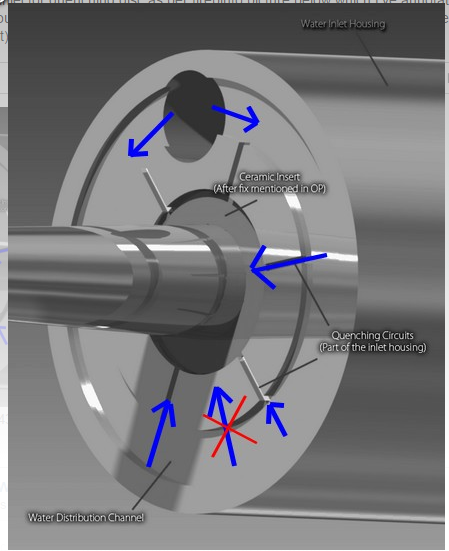 Water Inlet Housing
Ceramic Insert
(After fix mentioned in OP)
Quenching Circuits
(Part of the inlet housing)
Water Distribution Channel